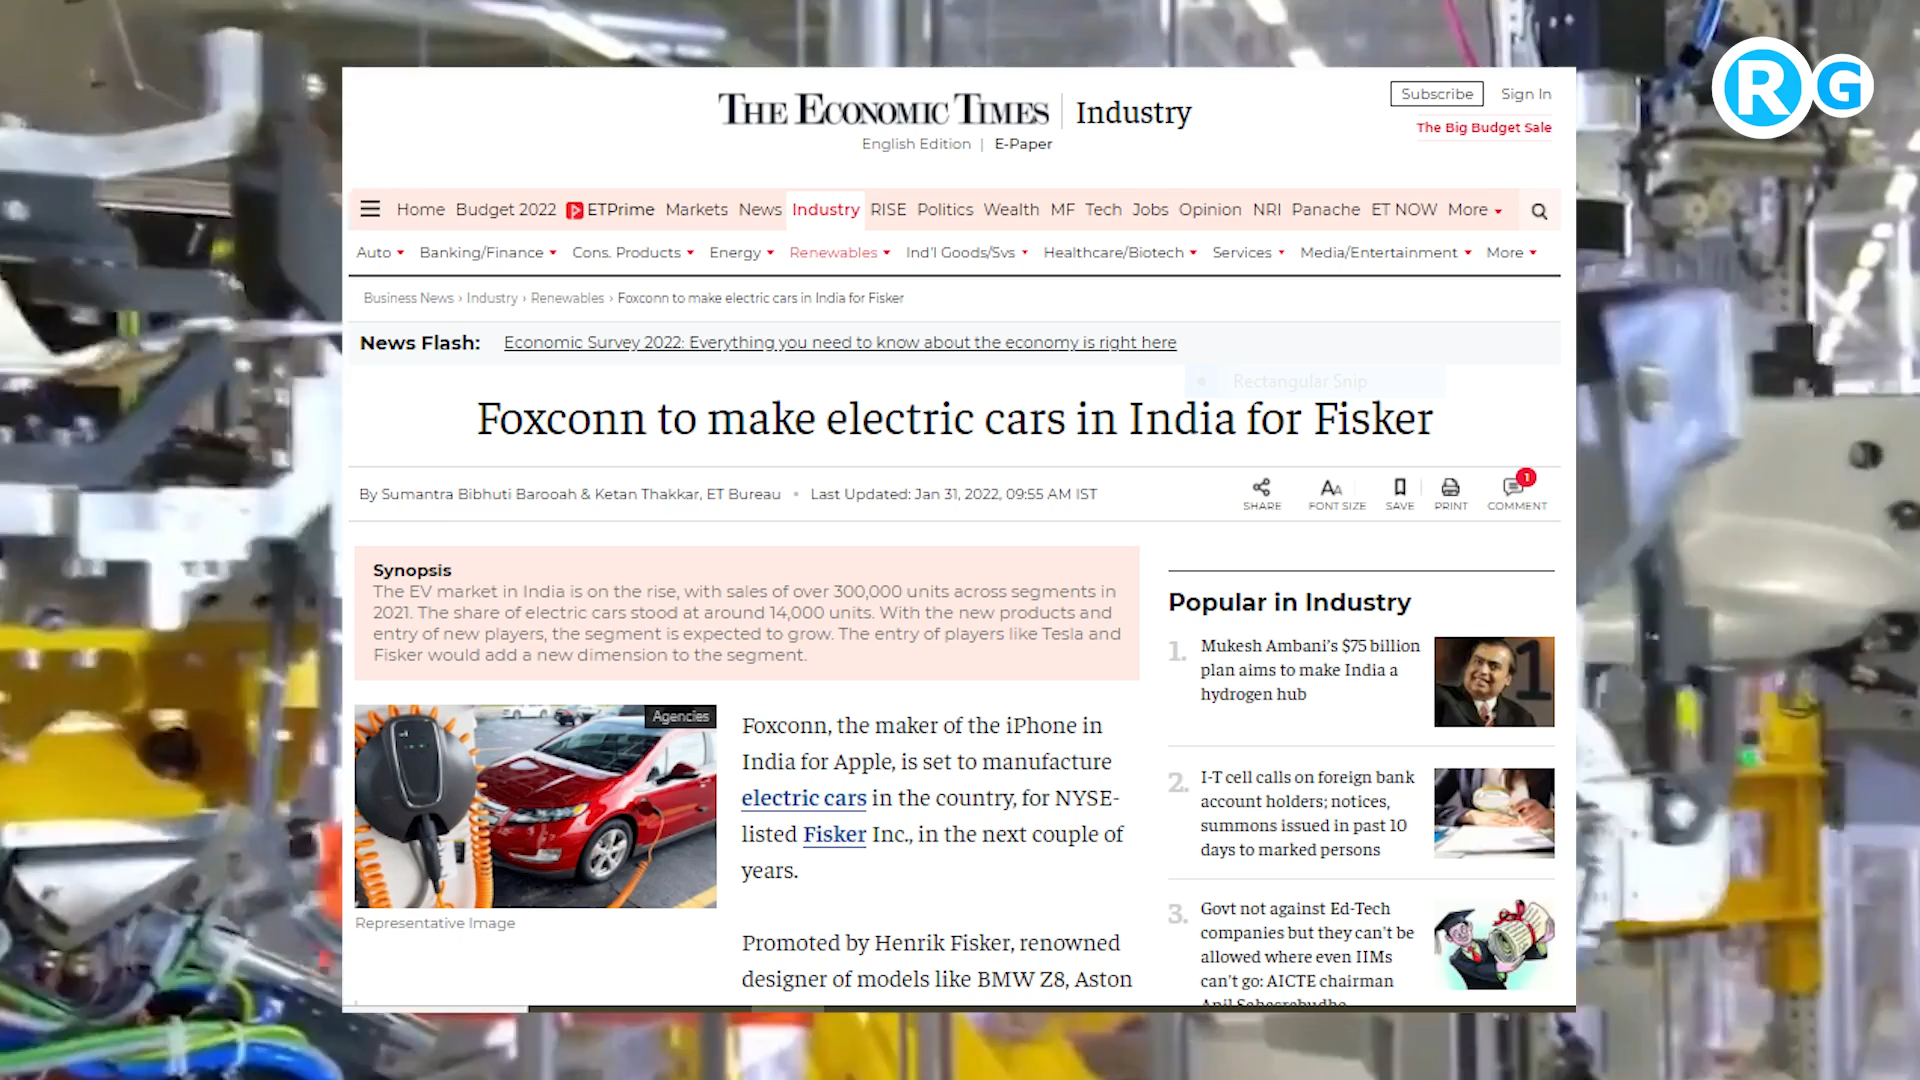 RG
THE ECONOMIC TIMES | Industry
English Edition | E-Paper
Subscribe Sign In
The Big Budget Sale
Home Budget 2022 ETPrime Markets News Industry RISE Politics Wealth MF Tech Jobs Opinion NRI Panache ET NOW More
Auto Banking/Finance Cons. Products Energy Renewables Ind'l Goods/Svs Healthcare/Biotech Services Media/Entertainment More
Business News › Industry › Renewables › Foxconn to make electric cars in India for Fisker
News Flash: Economic Survey 2022: Everything you need to know about the economy is right here
Rectangular Snip
Foxconn to make electric cars in India for Fisker
By Sumantra Bibhuti Barooah & Ketan Thakkar, ET Bureau • Last Updated: Jan 31, 2022, 09:55 AM IST
SHARE FONT SIZE SAVE PRINT COMMENT
1
Synopsis
The EV market in India is on the rise, with sales of over 300,000 units across segments in
2021. The share of electric cars stood at around 14,000 units. With the new products and
entry of new players, the segment is expected to grow. The entry of players like Tesla and
Fisker would add a new dimension to the segment.
Agencies
Representative Image
Foxconn, the maker of the iPhone in
India for Apple, is set to manufacture
electric cars in the country, for NYSE-
listed Fisker Inc., in the next couple of
years.
Promoted by Henrik Fisker, renowned
designer of models like BMW Z8, Aston
Popular in Industry
1. Mukesh Ambani's $75 billion
plan aims to make India a
hydrogen hub
1
2. I-T cell calls on foreign bank
account holders; notices,
summons issued in past 10
days to marked persons
3. Govt not against Ed-Tech
companies but they can't be
allowed where even IIMs
can't go: AICTE chairman
Anil Sahasrabudhe